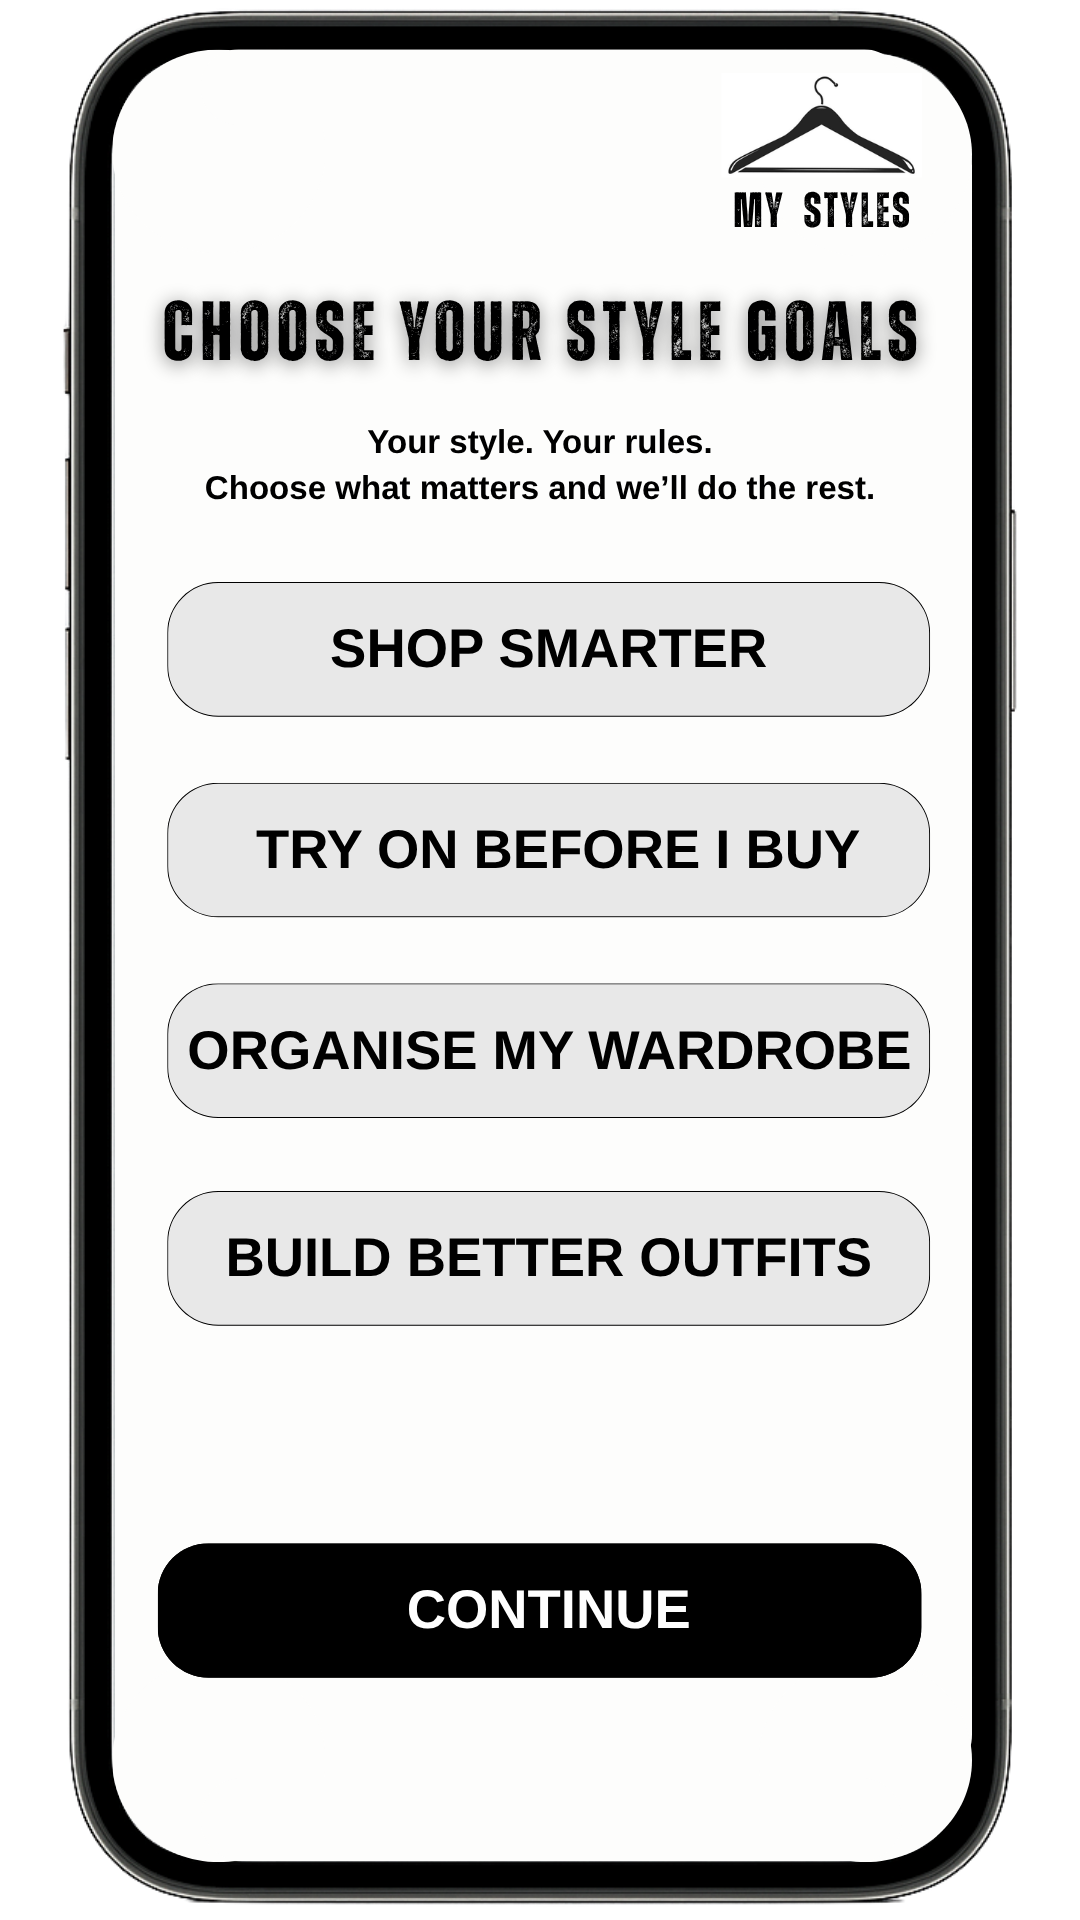 MY STYLES
CHOOSE YOUR STYLE GOALS
Your style. Your rules.
Choose what matters and we’ll do the rest.
SHOP SMARTER
TRY ON BEFORE I BUY
ORGANISE MY WARDROBE
BUILD BETTER OUTFITS
CONTINUE